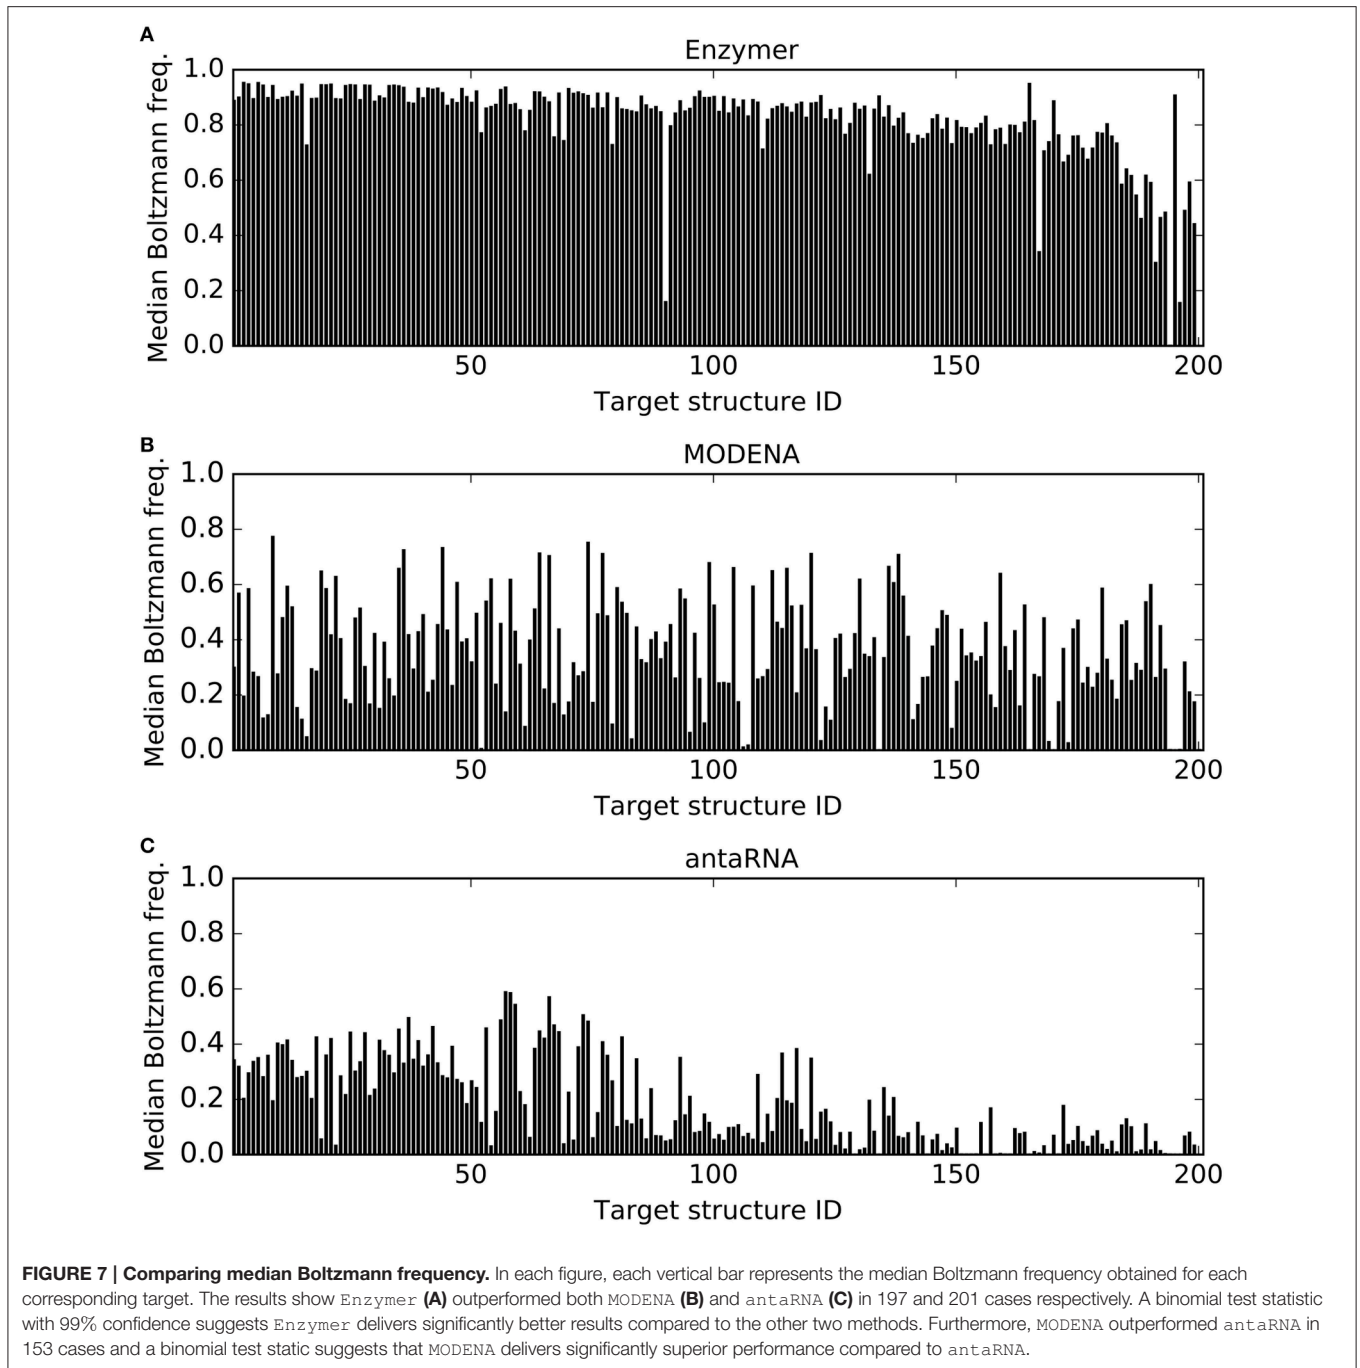 A
Enzymer
Median Boltzmann freq.
1.0
0.8
0.6
0.4
0.2
0.0
50
100
150
200
Target structure ID
B
MODENA
Median Boltzmann freq.
1.0
0.8
0.6
0.4
0.2
0.0
50
100
150
200
Target structure ID
C
antaRNA
Median Boltzmann freq.
1.0
0.8
0.6
0.4
0.2
0.0
50
100
150
200
Target structure ID
FIGURE 7 | Comparing median Boltzmann frequency. In each figure, each vertical bar represents the median Boltzmann frequency obtained for each
corresponding target. The results show Enzymer (A) outperformed both MODENA (B) and antaRNA (C) in 197 and 201 cases respectively. A binomial test statistic
with 99% confidence suggests Enzymer delivers significantly better results compared to the other two methods. Furthermore, MODENA outperformed antaRNA in
153 cases and a binomial test static suggests that MODENA delivers significantly superior performance compared to antaRNA.